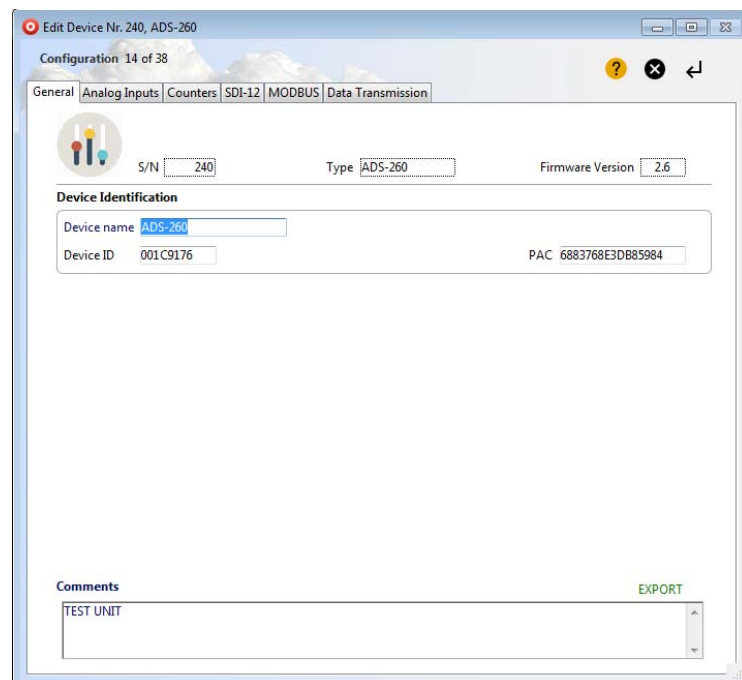 Edit Device Nr. 240, ADS-260
Configuration 14 of 38
?
General Analog Inputs Counters SDI-12 MODBUS Data Transmission
S/N 240 Type ADS-260 Firmware Version 2.6
Device Identification
Device name ADS-260
Device ID 001C9176 PAC 6883768E3DB85984
Comments EXPORT
TEST UNIT